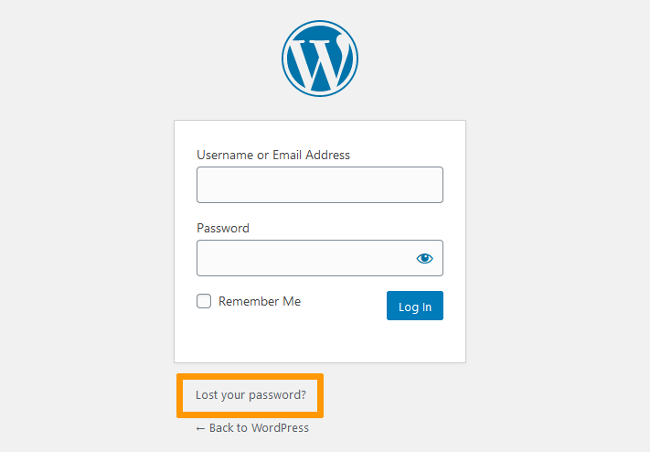 Username or Email Address
Password
Remember Me
Log In
Lost your password?
← Back to WordPress